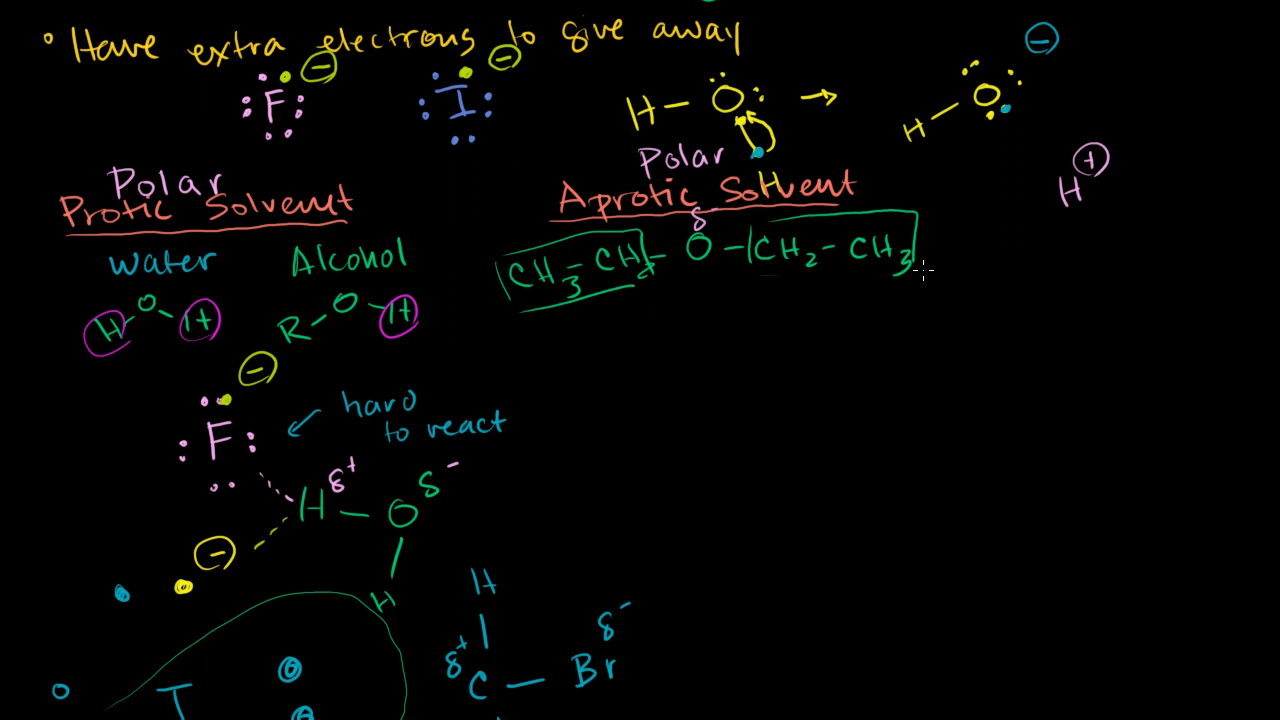 • Have extra electrons to give away
F − I − H – O → H – O −
H H +
Polar Polar
Protic Solvent Aprotic Solvent
δ
Water Alcohol CH3 – CH2 – O – CH2 – CH3
H O H R O H
−
F hard
to react
H δ+ O δ−
−
H
H
δ+ δ−
C – Br
I